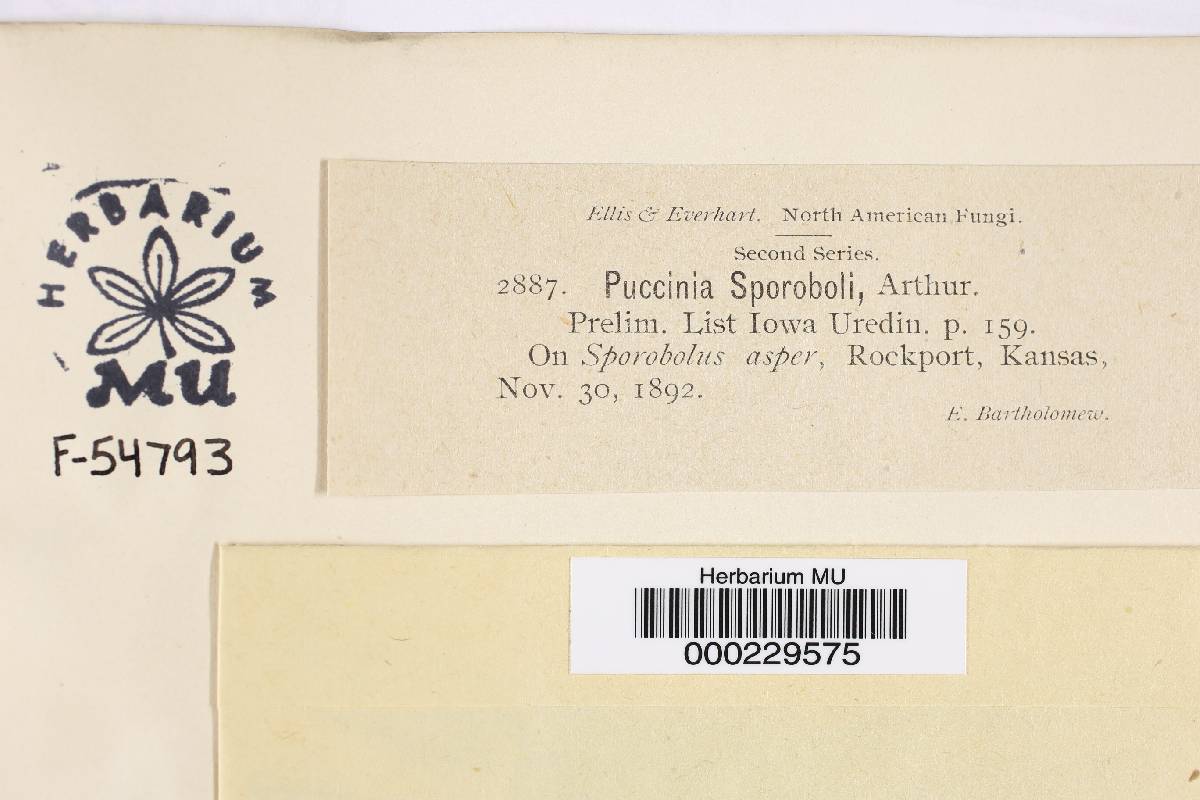 HERBARIUM
MU
F-54793
Ellis & Everhart. North American Fungi.
Second Series.
2887. Puccinia Sporoboli, Arthur.
Prelim. List Iowa Uredin. p. 159.
On Sporobolus asper, Rockport, Kansas,
Nov. 30, 1892.
E. Bartholomew.
Herbarium MU
000229575